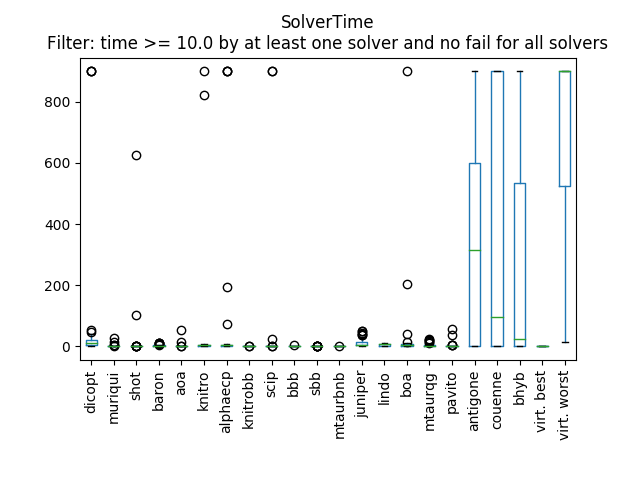 SolverTime
Filter: time >= 10.0 by at least one solver and no fail for all solvers
800
600
400
200
0
dicopt
muriqui
shot
baron
aoa
knitro
alphaecp
knitrobb
scip
bbb
sbb
mtaurbnb
juniper
lindo
boa
mtaurqg
pavito
antigone
couenne
bhyb
virt. best
virt. worst